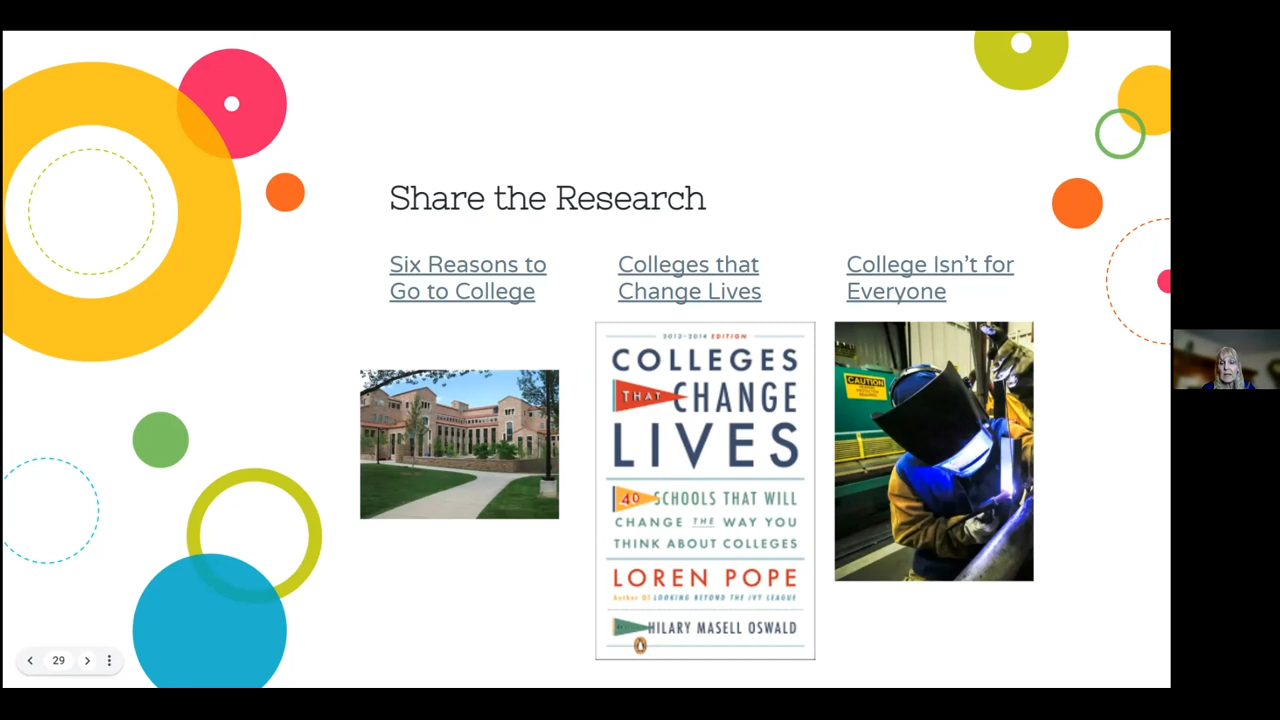 Share the Research
Six Reasons to
Go to College
Colleges that
Change Lives
College Isn't for
Everyone
2013-2014 EDITION
COLLEGES
THAT CHANGE
LIVES
40 SCHOOLS THAT WILL
CHANGE THE WAY YOU
THINK ABOUT COLLEGES
LOREN POPE
Author of LOOKING BEYOND THE IVY LEAGUE
HILARY MASELL OSWALD
CAUTION
29